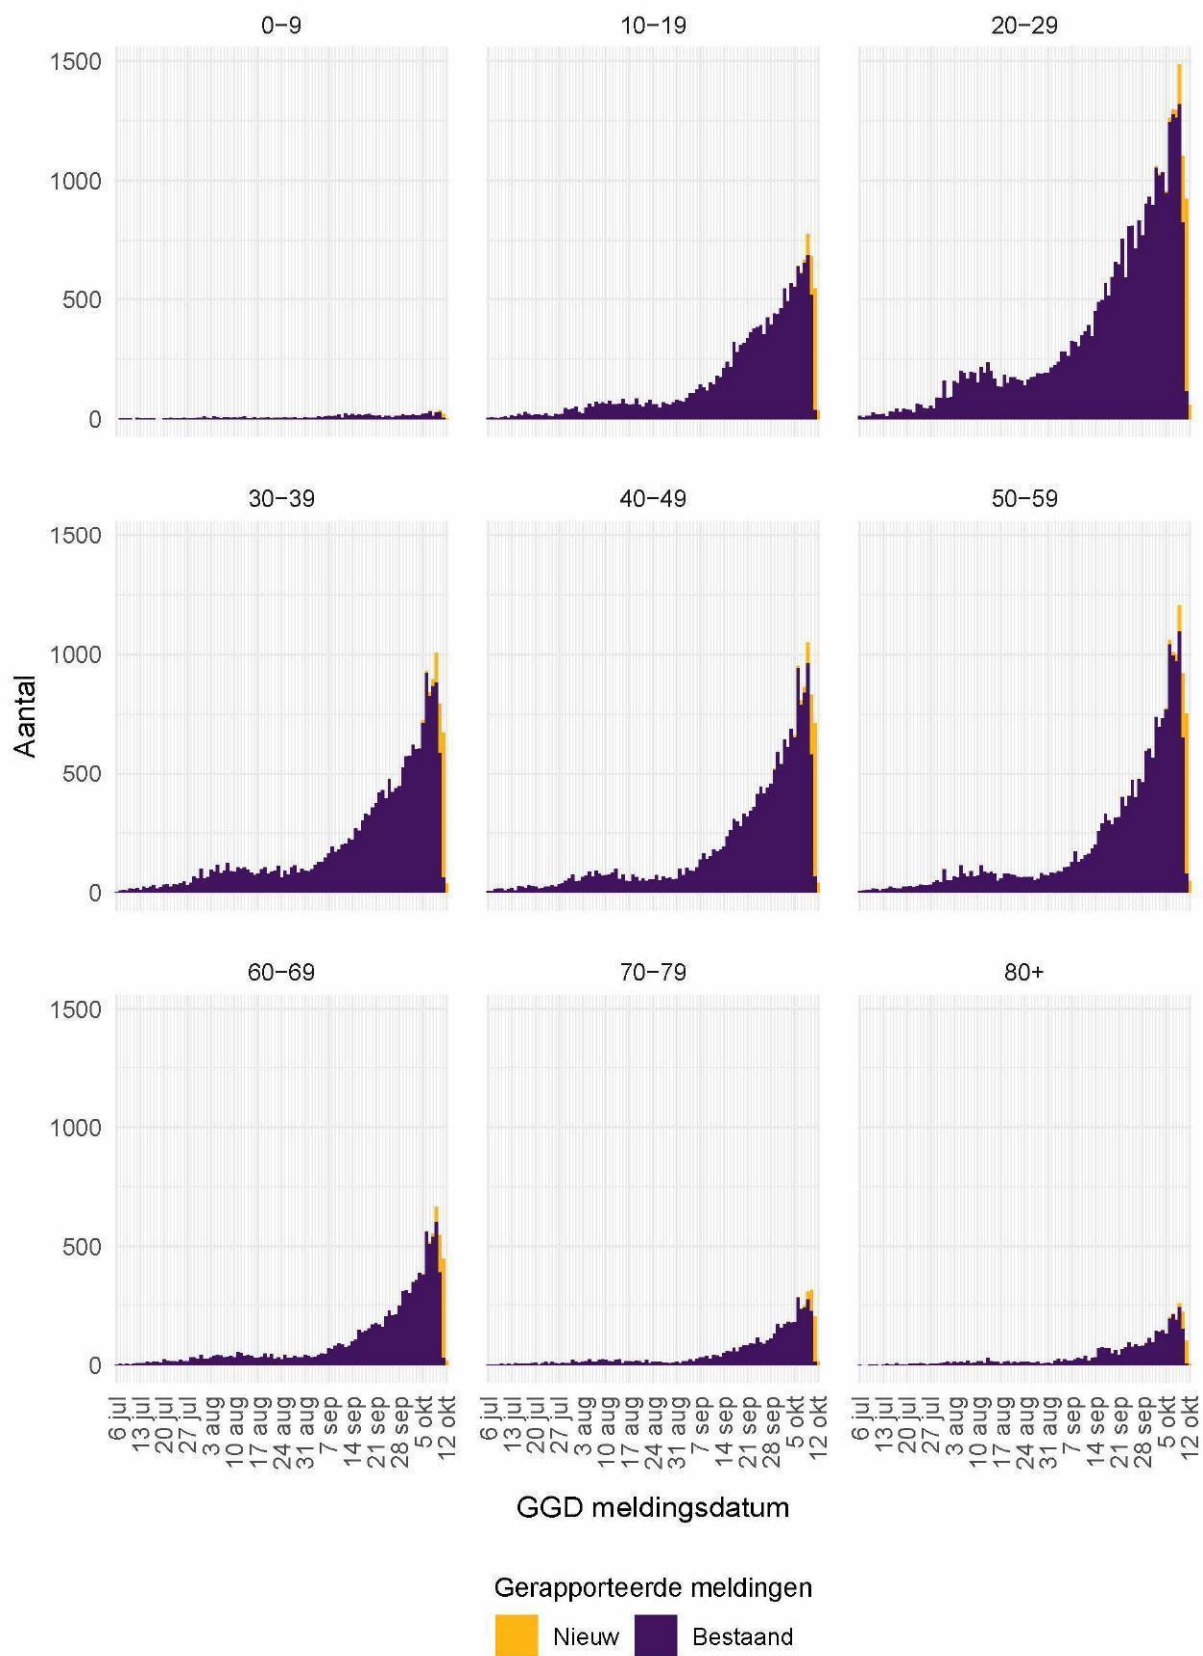 0-9 10-19 20-29
1500
1000
500
0
30-39 40-49 50-59
1500
1000
500
0
Aantal
60-69 70-79 80+
1500
1000
500
0
6 jul 13 jul 20 jul 27 jul 3 aug 10 aug 17 aug 24 aug 31 aug 7 sep 14 sep 21 sep 28 sep 5 okt 12 okt
6 jul 13 jul 20 jul 27 jul 3 aug 10 aug 17 aug 24 aug 31 aug 7 sep 14 sep 21 sep 28 sep 5 okt 12 okt
6 jul 13 jul 20 jul 27 jul 3 aug 10 aug 17 aug 24 aug 31 aug 7 sep 14 sep 21 sep 28 sep 5 okt 12 okt
GGD meldingsdatum
Gerapporteerde meldingen
Nieuw Bestaand